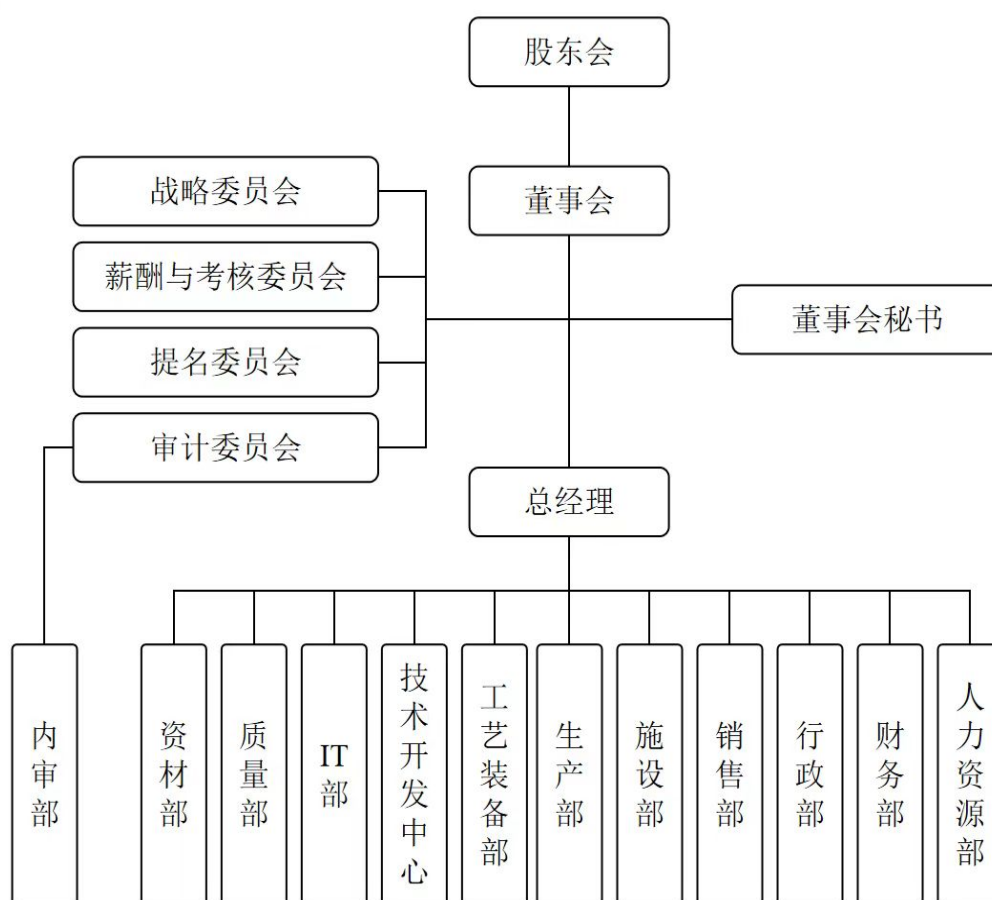 股东会
董事会
战略委员会
薪酬与考核委员会
提名委员会
审计委员会
董事会秘书
总经理
内审部
资材部
质量部
IT部
技术开发中心
工艺装备部
生产部
施设部
销售部
行政部
财务部
人力资源部